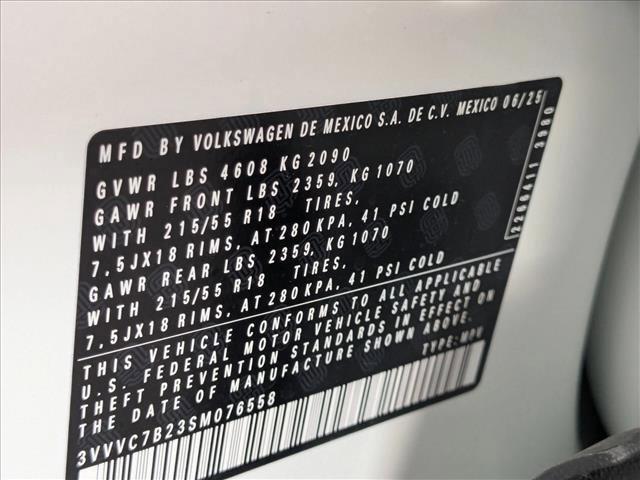 MFD BY VOLKSWAGEN DE MEXICO S.A. DE C.V. MEXICO 06/25
GVWR LBS 4608 KG 2090
GAWR FRONT LBS 2359, KG 1070
WITH 215/55 R18 TIRES,
7,5JX18 RIMS, AT 280KPA, 41 PSI COLD
GAWR REAR LBS 2359, KG 1070
WITH 215/55 R18 TIRES,
7,5JX18 RIMS, AT 280KPA, 41 PSI COLD
THIS VEHICLE CONFORMS TO ALL APPLICABLE
U.S. FEDERAL MOTOR VEHICLE SAFETY AND
THEFT PREVENTION STANDARDS IN EFFECT ON
THE DATE OF MANUFACTURE SHOWN ABOVE.
TYPE:MPV
3VVVC7B23SM076558
2286411 3980